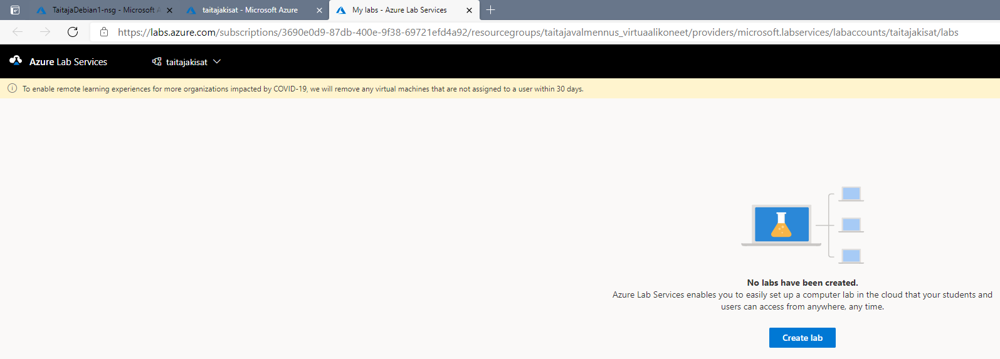 TaitajaDebian1-nsg - Microsoft A
taitajakisat - Microsoft Azure
My labs - Azure Lab Services
https://labs.azure.com/subscriptions/3690e0d9-87db-400e-9f38-69721efd4a92/resourcegroups/taitajavalmennus_virtuaalikoneet/providers/microsoft.labservices/labaccounts/taitajakisat/labs
Azure Lab Services
taitajakisat
To enable remote learning experiences for more organizations impacted by COVID-19, we will remove any virtual machines that are not assigned to a user within 30 days.
No labs have been created.
Azure Lab Services enables you to easily set up a computer lab in the cloud that your students and
users can access from anywhere, any time.
Create lab